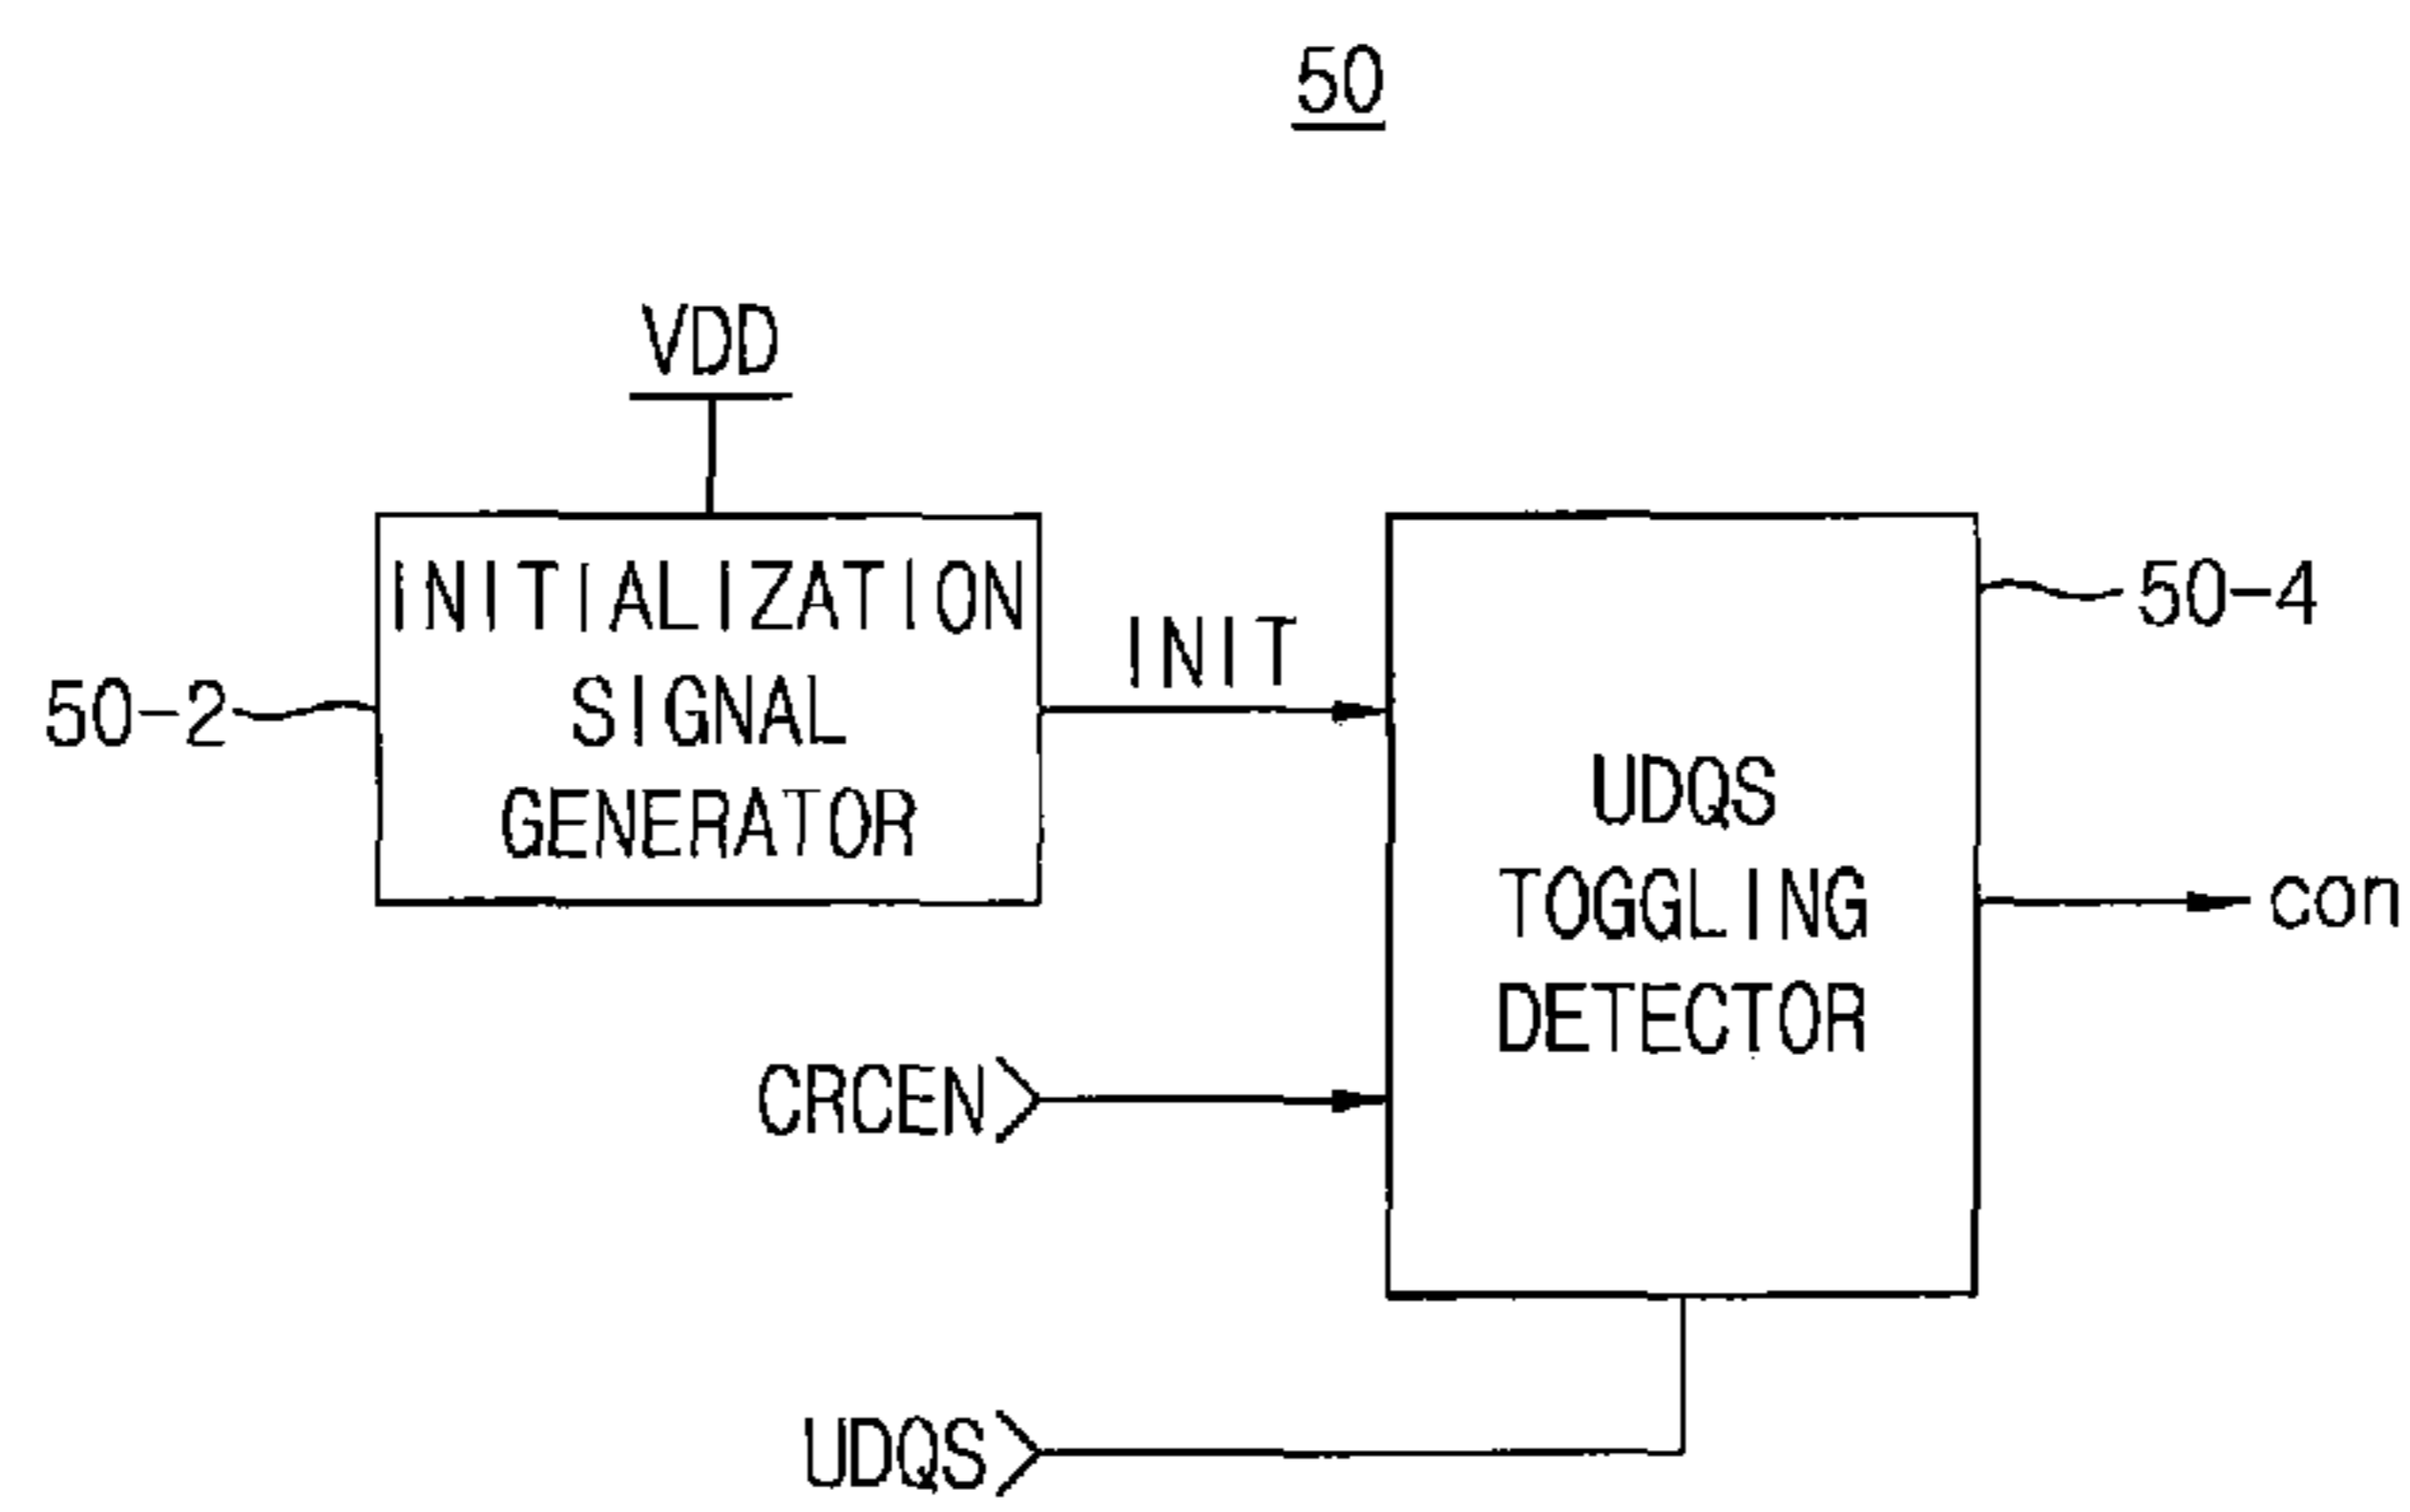 50
VDD
INITIALIZATION
SIGNAL
GENERATOR
50-2
INIT
50-4
UDQS
TOGGLING
DETECTOR
con
CRCEN
UDQS